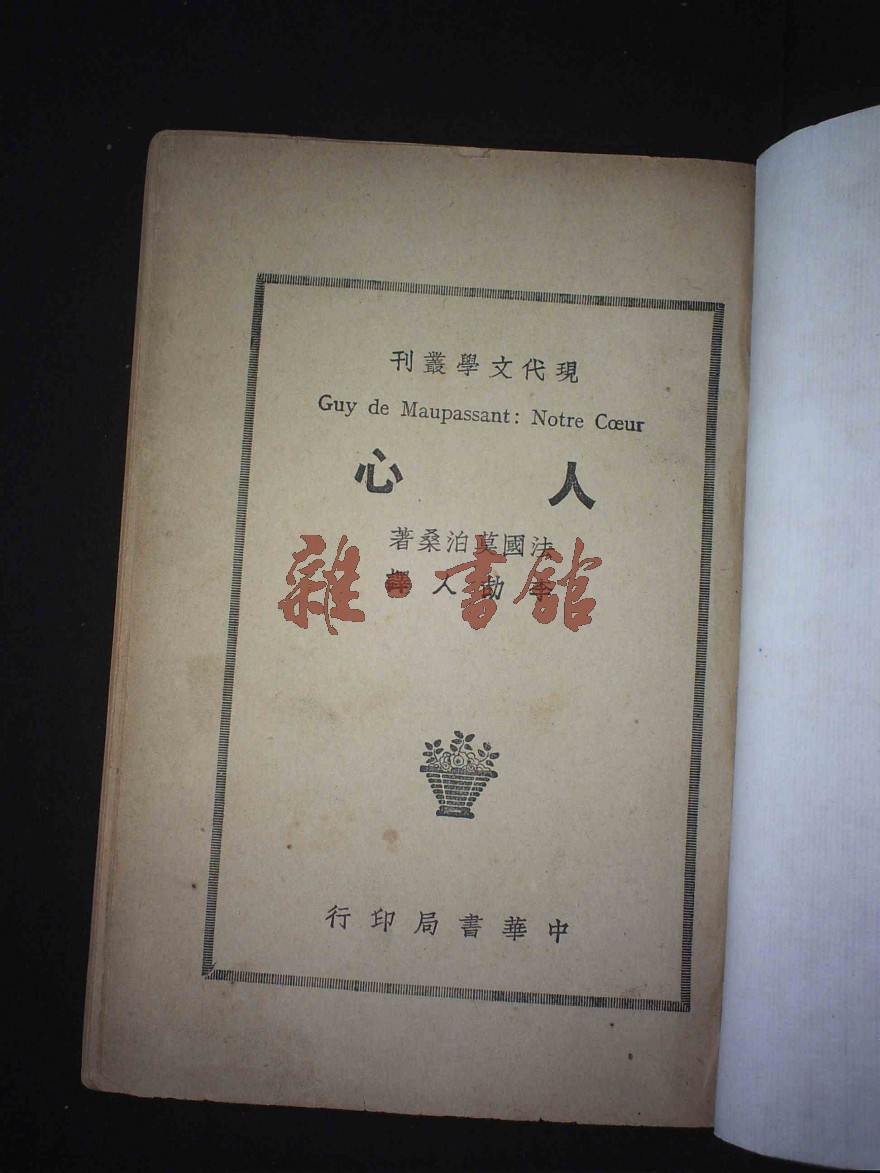 現代文學叢刊
Guy de Maupassant: Notre Cœur
人心
法國莫泊桑著
李劼人譯
雜·書館
中華書局印行